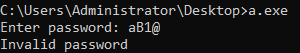 C:\Users\Administrator\Desktop>a.exe
Enter password: aB1@
Invalid password